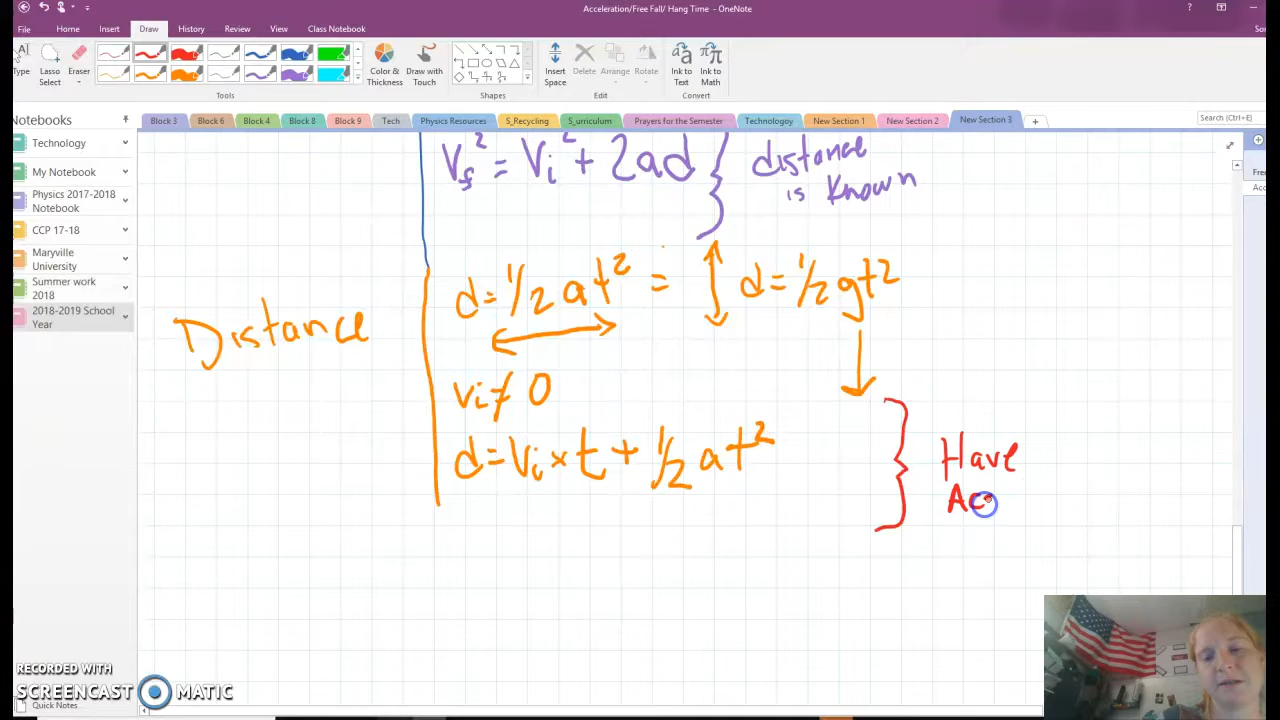 Acceleration/Free Fall/ Hang Time - OneNote
File Home Insert Draw History Review View Class Notebook
Type
Lasso Select
Eraser
Color & Thickness
Draw with Touch
Insert Space
Delete
Arrange
Rotate
Ink to Text
Ink to Math
Tools Shapes Edit Convert
Notebooks
Block 3 Block 6 Block 4 Block 8 Block 9 Tech Physics Resources S_Recycling S_urriculum Prayers for the Semester Technologoy New Section 1 New Section 2 New Section 3
Search (Ctrl+E)
Technology
My Notebook
Physics 2017-2018 Notebook
CCP 17-18
Maryville University
Summer work 2018
2018-2019 School Year
Vf² = Vi² + 2ad } distance
is Known
d = 1/2 at² = d = 1/2 gt²
Distance
vi ≠ 0
d = Vi × t + 1/2 at²
Have
Ac
RECORDED WITH
SCREENCAST MATIC
Quick Notes